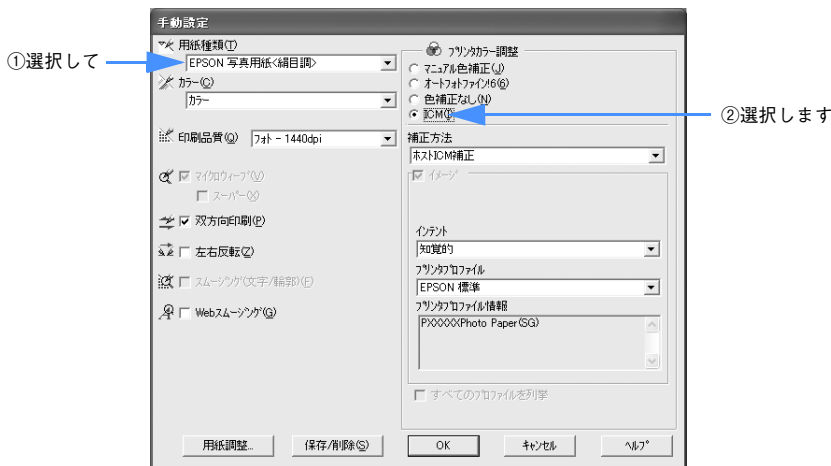 手動設定
用紙種類(T)
EPSON 写真用紙<絹目調>
カラー(C)
カラー
印刷品質(Q)
フォト - 1440dpi
マイクロウィーブ(V)
スーパー(X)
双方向印刷(P)
左右反転(Z)
スムージング(文字/輪郭)(F)
Webスムージング(G)
用紙調整...
保存/削除(S)
プリンタカラー調整
マニュアル色補正(J)
オートフォトファイン!6(6)
色補正なし(N)
ICM(I)
補正方法
ホストICM補正
イメージ
インテント
知覚的
プリンタプロファイル
EPSON 標準
プリンタプロファイル情報
PXXXXXPhoto Paper(SG)
すべてのプロファイルを列挙
OK
キャンセル
ヘルプ
①選択して
②選択します